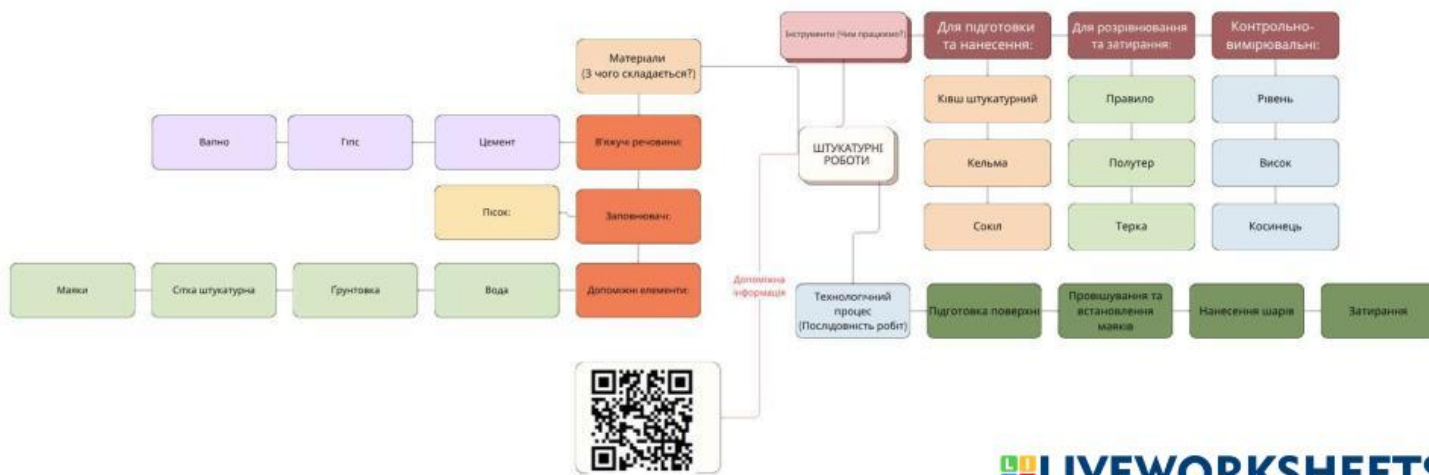 Інструменти (Чим працюємо?)
Для підготовки
та нанесення:
Для розрівнювання
та затирання:
Контрольно-
вимірювальні:
Матеріали
(З чого складається?)
Ківш штукатурний
Правило
Рівень
Вапно
Гіпс
Цемент
В'яжучі речовини:
ШТУКАТУРНІ
РОБОТИ
Кельма
Полутер
Висок
Пісок:
Заповнювачі:
Сокіл
Терка
Косинець
Маяки
Сітка штукатурна
Ґрунтовка
Вода
Допоміжні елементи:
Допоміжна
інформація
Технологічний
процес
(Послідовність робіт)
Підготовка поверхні
Провішування та
встановлення
маяків
Нанесення шарів
Затирання
LIVEWORKSHEETS